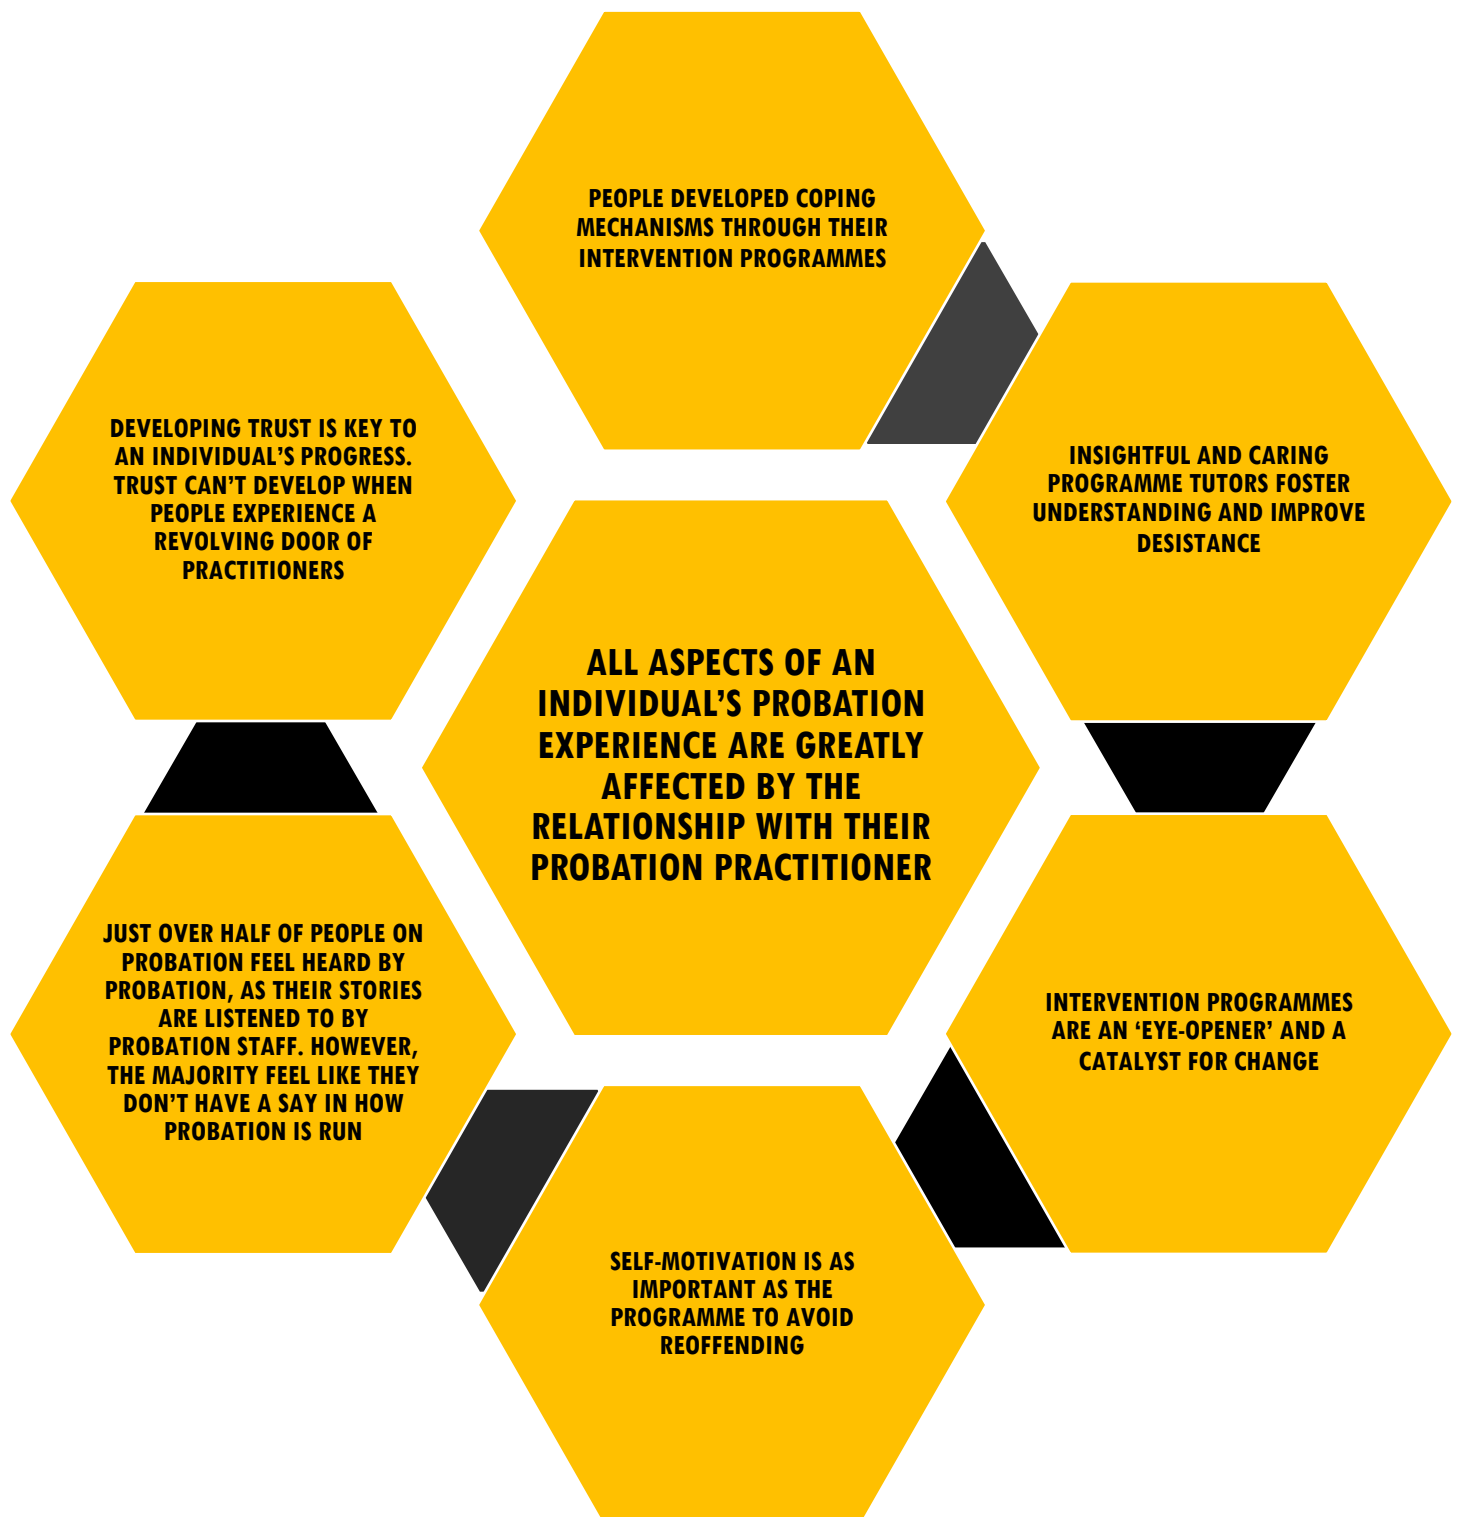 PEOPLE DEVELOPED COPING
MECHANISMS THROUGH THEIR
INTERVENTION PROGRAMMES
DEVELOPING TRUST IS KEY TO
AN INDIVIDUAL’S PROGRESS.
TRUST CAN’T DEVELOP WHEN
PEOPLE EXPERIENCE A
REVOLVING DOOR OF
PRACTITIONERS
INSIGHTFUL AND CARING
PROGRAMME TUTORS FOSTER
UNDERSTANDING AND IMPROVE
DESISTANCE
ALL ASPECTS OF AN
INDIVIDUAL’S PROBATION
EXPERIENCE ARE GREATLY
AFFECTED BY THE
RELATIONSHIP WITH THEIR
PROBATION PRACTITIONER
JUST OVER HALF OF PEOPLE ON
PROBATION FEEL HEARD BY
PROBATION, AS THEIR STORIES
ARE LISTENED TO BY
PROBATION STAFF. HOWEVER,
THE MAJORITY FEEL LIKE THEY
DON’T HAVE A SAY IN HOW
PROBATION IS RUN
INTERVENTION PROGRAMMES
ARE AN ‘EYE-OPENER’ AND A
CATALYST FOR CHANGE
SELF-MOTIVATION IS AS
IMPORTANT AS THE
PROGRAMME TO AVOID
REOFFENDING